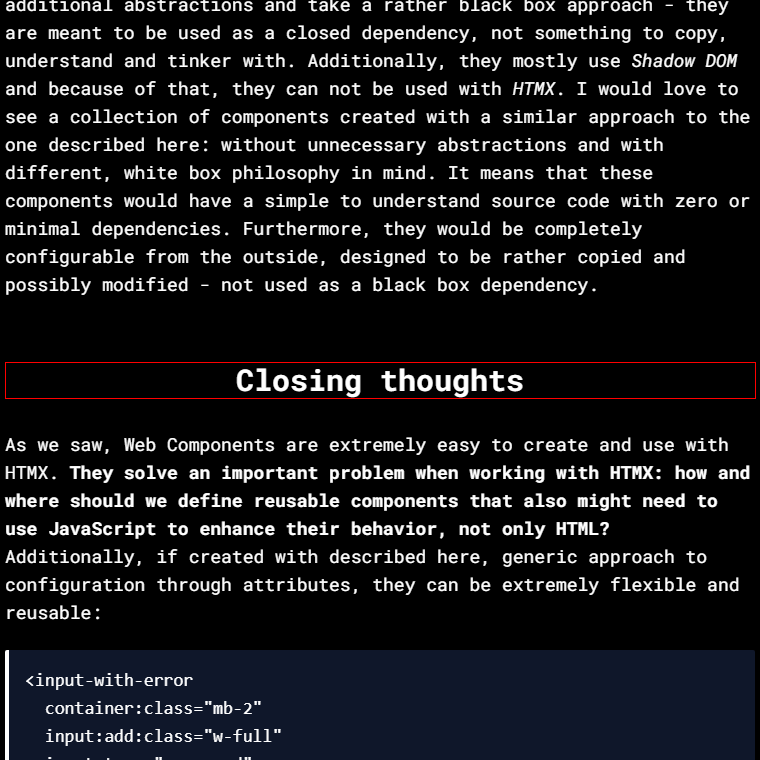 additional abstractions and take a rather black box approach - they
are meant to be used as a closed dependency, not something to copy,
understand and tinker with. Additionally, they mostly use Shadow DOM
and because of that, they can not be used with HTMX. I would love to
see a collection of components created with a similar approach to the
one described here: without unnecessary abstractions and with
different, white box philosophy in mind. It means that these
components would have a simple to understand source code with zero or
minimal dependencies. Furthermore, they would be completely
configurable from the outside, designed to be rather copied and
possibly modified - not used as a black box dependency.
Closing thoughts
As we saw, Web Components are extremely easy to create and use with
HTMX. They solve an important problem when working with HTMX: how and
where should we define reusable components that also might need to
use JavaScript to enhance their behavior, not only HTML?
Additionally, if created with described here, generic approach to
configuration through attributes, they can be extremely flexible and
reusable:
<input-with-error
container:class="mb-2"
input:add:class="w-full"